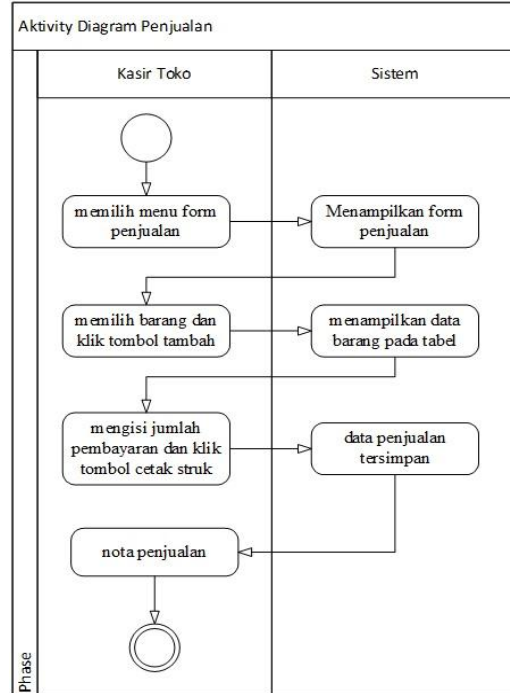 Aktivity Diagram Penjualan
Kasir Toko
Sistem
memilih menu form
penjualan
Menampilkan form
penjualan
memilih barang dan
klik tombol tambah
menampilkan data
barang pada tabel
mengisi jumlah
pembayaran dan klik
tombol cetak struk
data penjualan
tersimpan
nota penjualan
Phase